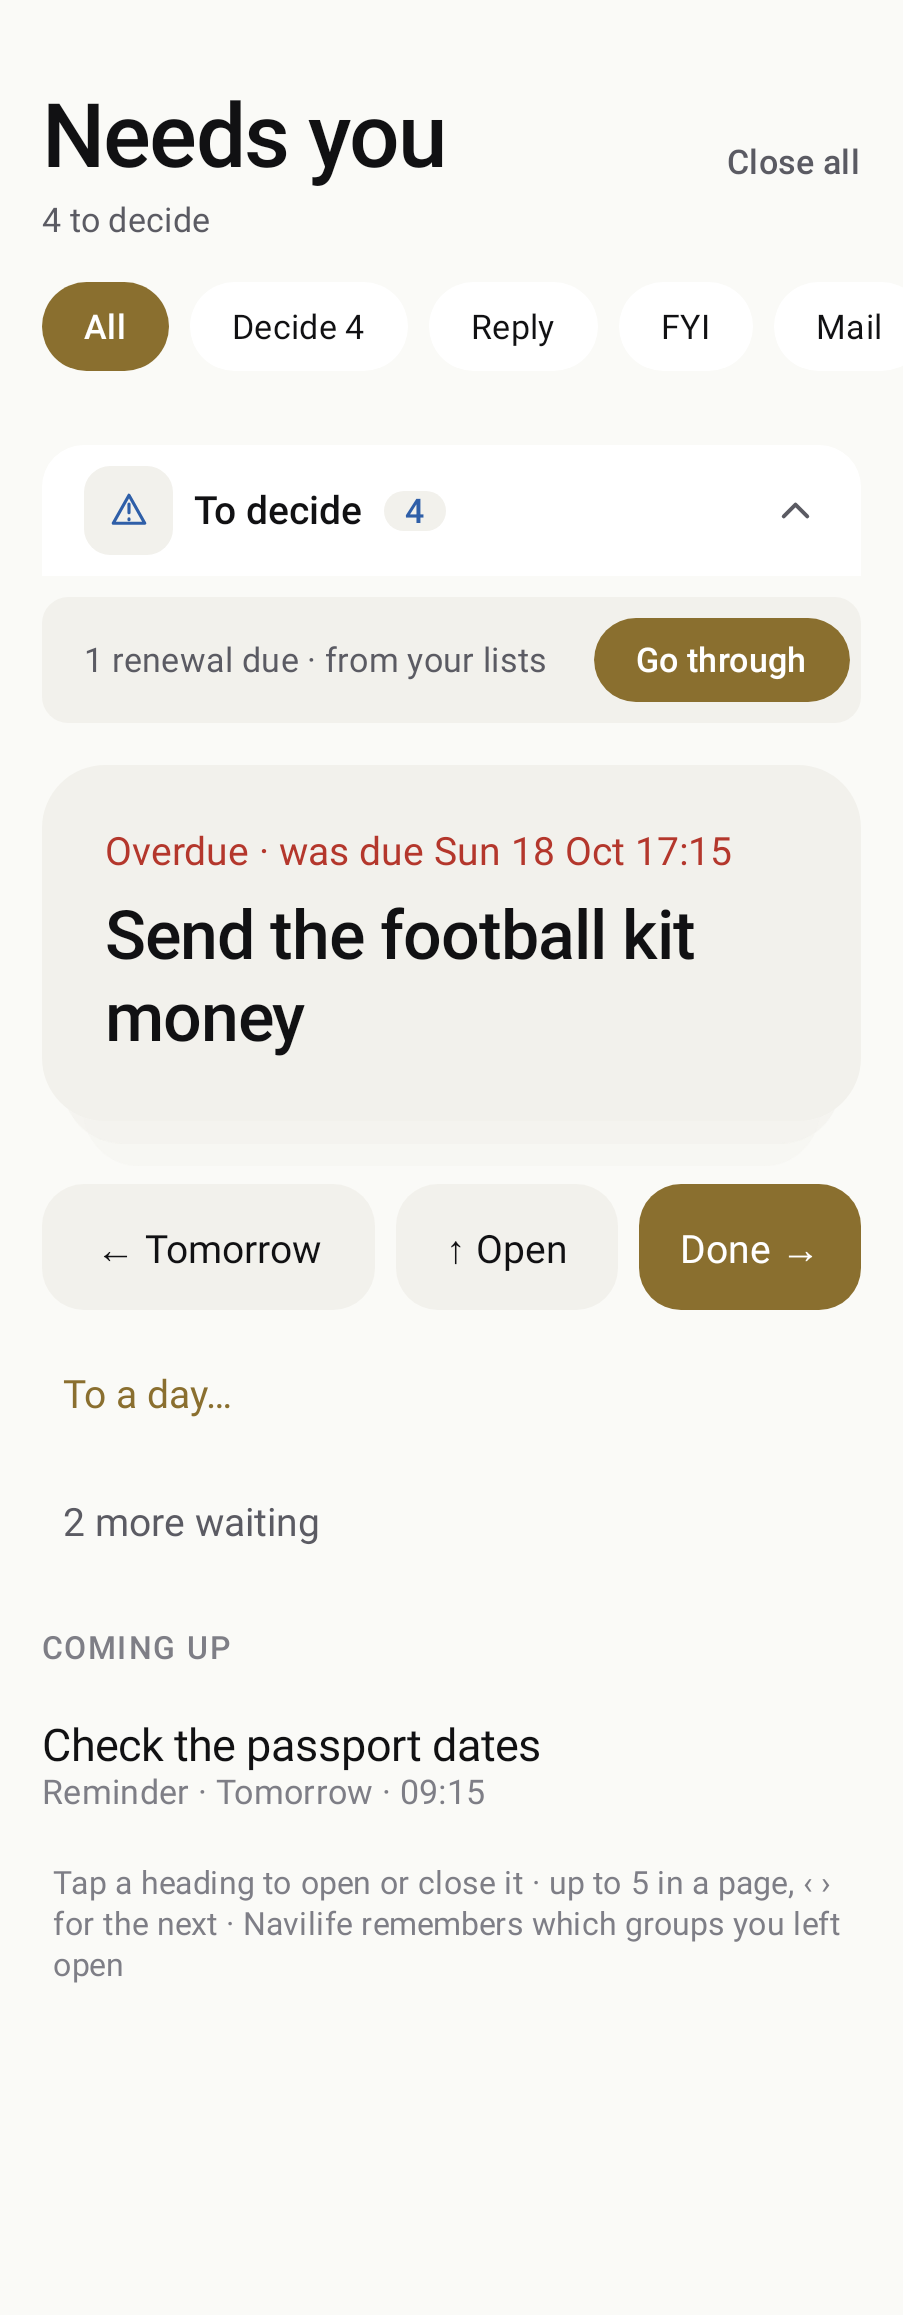 Needs you
Close all
4 to decide
All
Decide 4
Reply
FYI
Mail
To decide
4
1 renewal due · from your lists
Go through
Overdue · was due Sun 18 Oct 17:15
Send the football kit
money
← Tomorrow
↑ Open
Done →
To a day…
2 more waiting
COMING UP
Check the passport dates
Reminder · Tomorrow · 09:15
Tap a heading to open or close it · up to 5 in a page, ‹ ›
for the next · Navilife remembers which groups you left
open